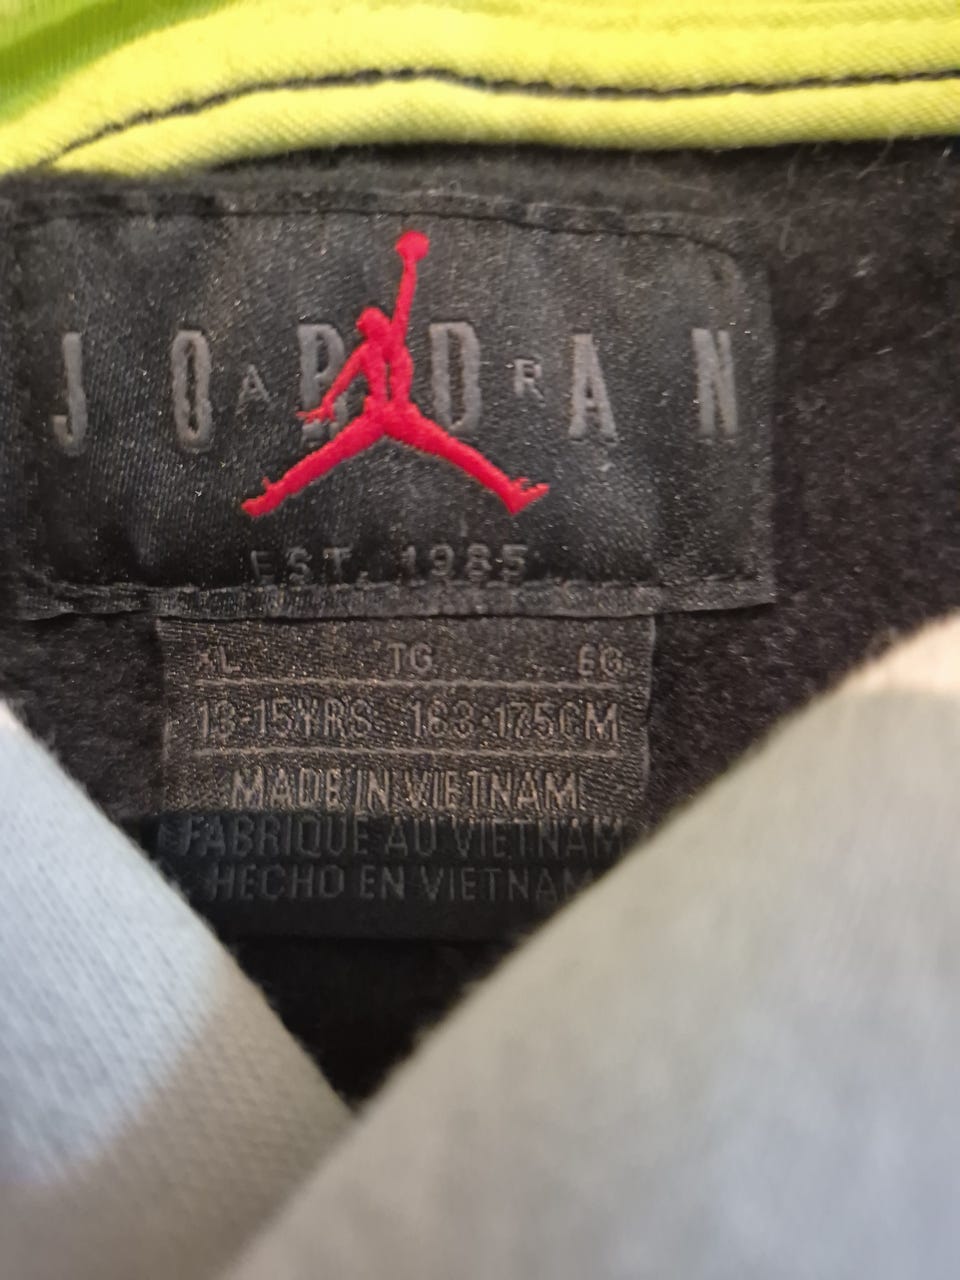 JORDAN
AIR
EST. 1985
XL TG EG
13-15YRS 163-175CM
MADE IN VIETNAM
FABRIQUE AU VIETNAM
HECHO EN VIETNAM